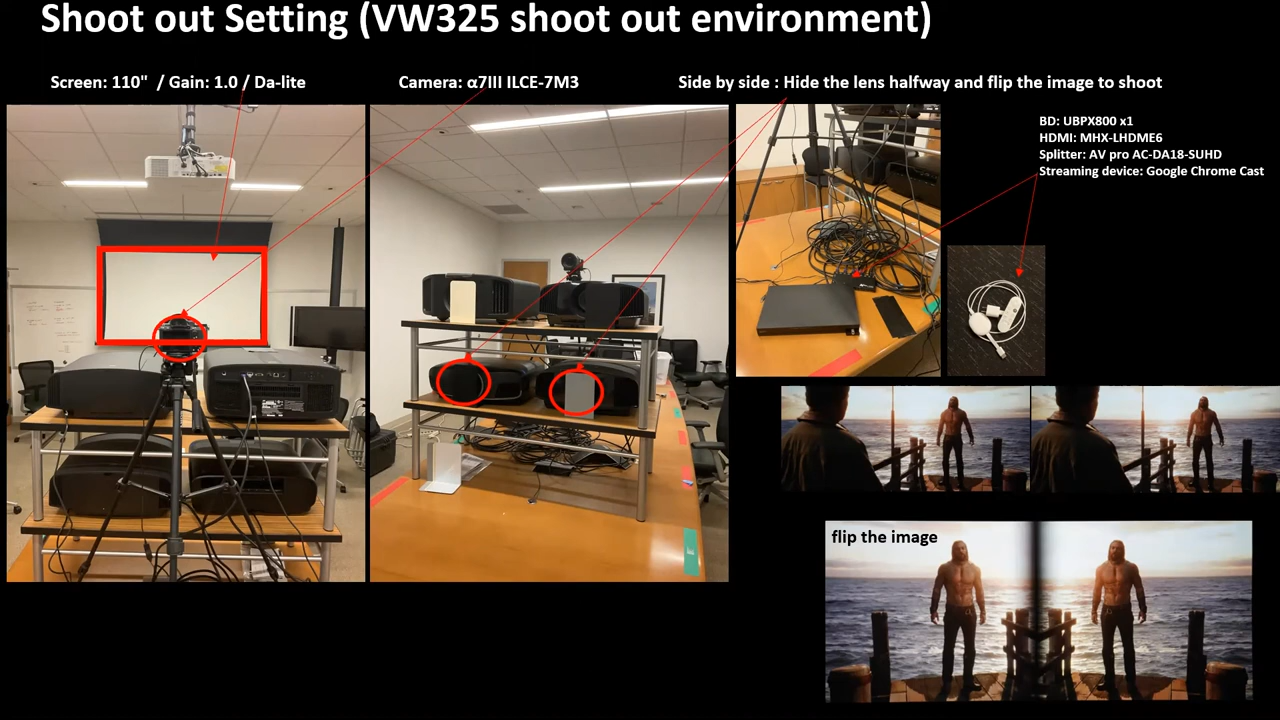 Shoot out Setting (VW325 shoot out environment)
Screen: 110" / Gain: 1.0 / Da-lite
Camera: α7III ILCE-7M3
Side by side : Hide the lens halfway and flip the image to shoot
BD: UBPX800 x1
HDMI: MHX-LHDME6
Splitter: AV pro AC-DA18-SUHD
Streaming device: Google Chrome Cast
flip the image